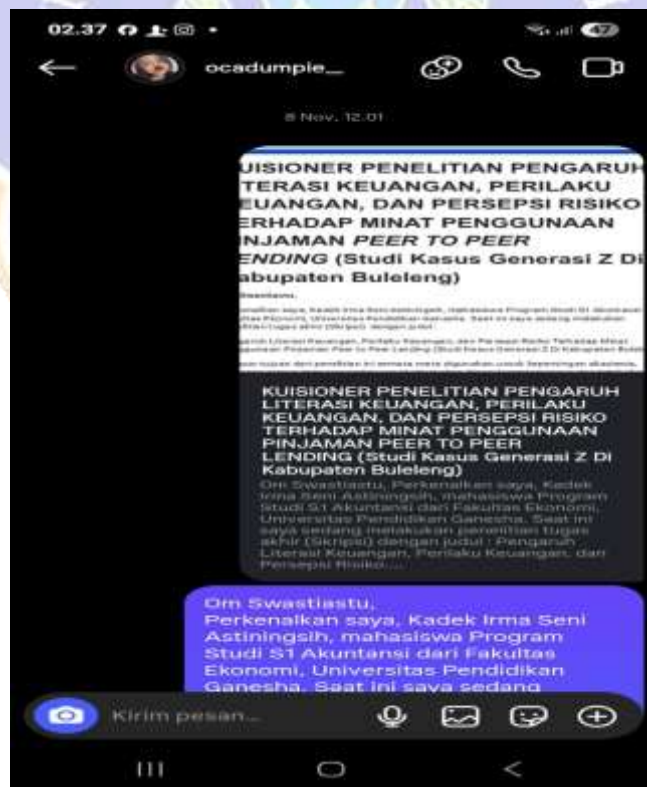 02.37
47
ocadumpie_
8 Nov, 12.01
UISIONER PENELITIAN PENGARUH
TERASI KEUANGAN, PERILAKU
EUANGAN, DAN PERSEPSI RISIKO
ERHADAP MINAT PENGGUNAAN
INJAMAN PEER TO PEER
ENDING (Studi Kasus Generasi Z Di
abupaten Buleleng)
KUISIONER PENELITIAN PENGARUH
LITERASI KEUANGAN, PERILAKU
KEUANGAN, DAN PERSEPSI RISIKO
TERHADAP MINAT PENGGUNAAN
PINJAMAN PEER TO PEER
LENDING (Studi Kasus Generasi Z Di
Kabupaten Buleleng)
Om Swastiastu, Perkenalkan saya, Kadek
Irma Seni Astiningsih, mahasiswa Program
Studi S1 Akuntansi dari Fakultas Ekonomi,
Universitas Pendidikan Ganesha. Saat ini
saya sedang melakukan penelitian tugas
akhir (Skripsi) dengan judul : Pengaruh
Literasi Keuangan, Perilaku Keuangan, dan
Persepsi Risiko....
Om Swastiastu,
Perkenalkan saya, Kadek Irma Seni
Astiningsih, mahasiswa Program
Studi S1 Akuntansi dari Fakultas
Ekonomi, Universitas Pendidikan
Ganesha. Saat ini saya sedang
Kirim pesan...